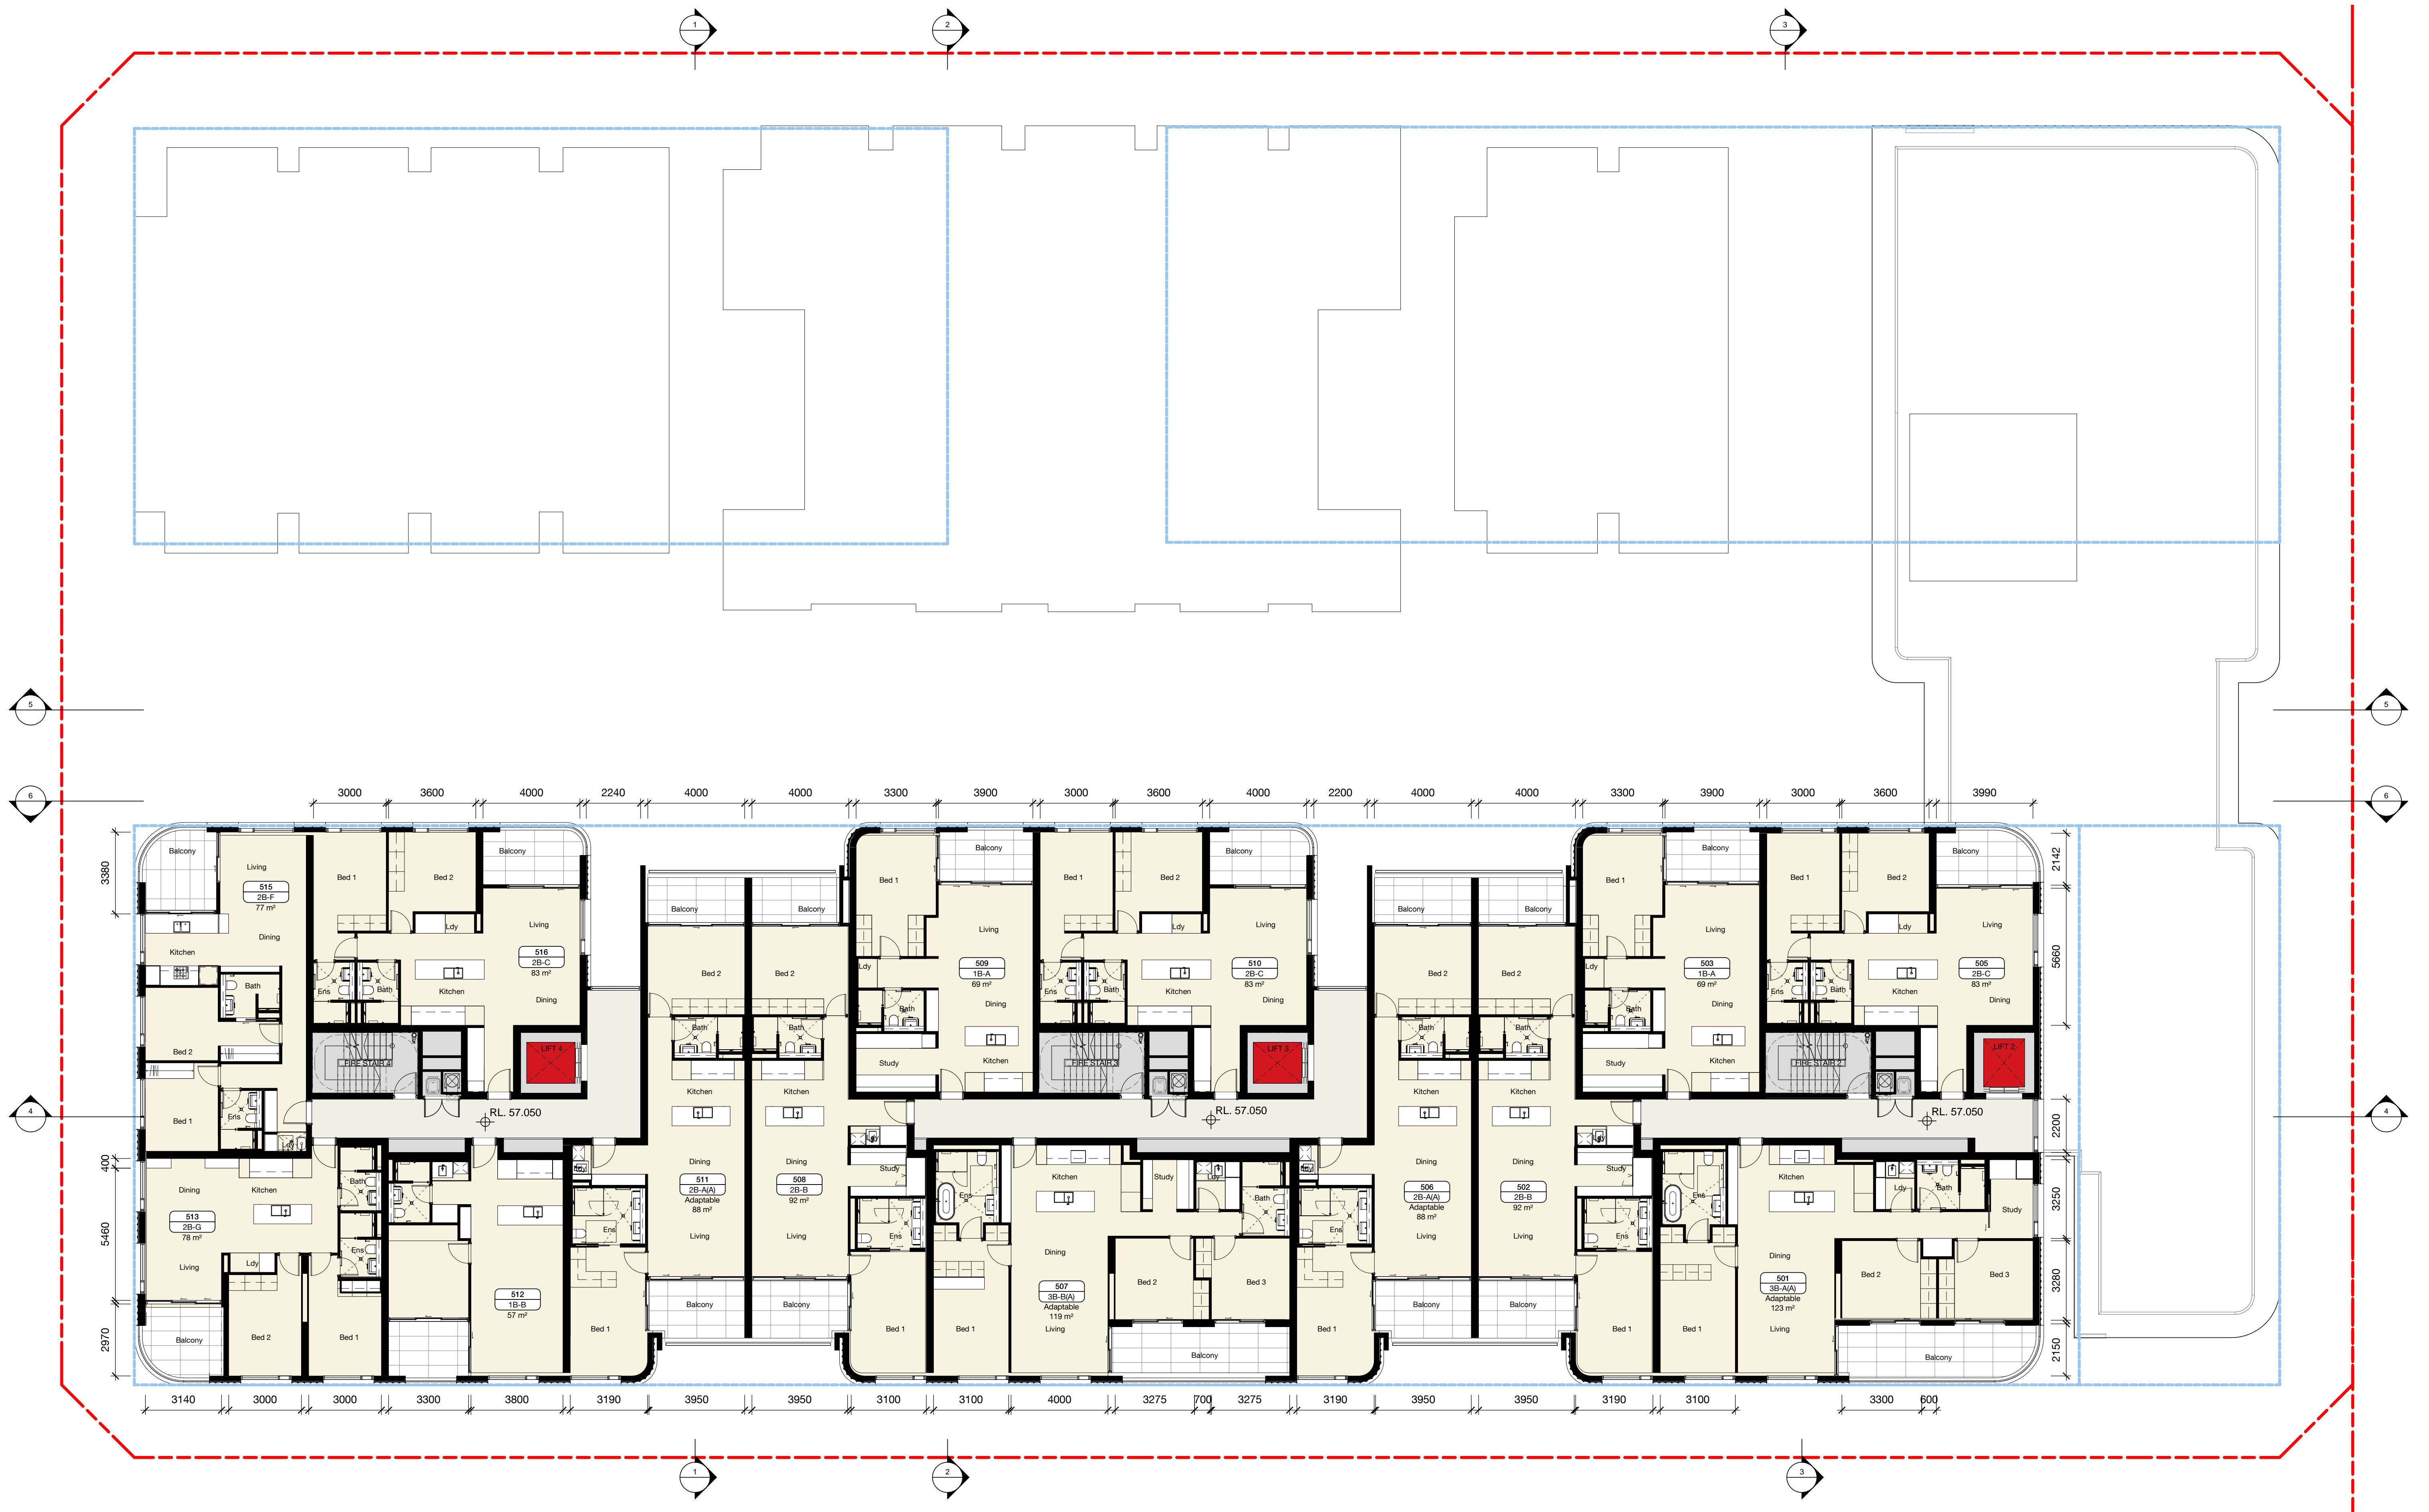 1
2
3
5
5
6
6
3000
3600
4000
2240
4000
4000
3300
3900
3000
3600
4000
2200
4000
4000
3300
3900
3000
3600
3990
3380
400
5460
2970
2142
5660
2200
3250
3280
2150
Balcony
Living
515
2B-F
77 m²
Dining
Kitchen
Bath
Bed 2
Bed 1
Ens
Ldy
Bed 1
Bed 2
Balcony
Ldy
Living
516
2B-C
83 m²
Dining
Kitchen
Ens
Bath
FIRE STAIR 4
LIFT 4
RL. 57.050
Balcony
Bed 2
Bath
Kitchen
Dining
511
2B-A(A)
Adaptable
88 m²
Living
Balcony
Ldy
Ens
Bed 1
Balcony
Bed 2
Bath
Kitchen
Dining
508
2B-B
92 m²
Living
Balcony
Ldy
Study
Ens
Bed 1
Bed 1
Balcony
Living
509
1B-A
69 m²
Dining
Kitchen
Ldy
Bath
Study
Bed 1
Bed 2
Balcony
Ldy
Living
510
2B-C
83 m²
Dining
Kitchen
Ens
Bath
FIRE STAIR 3
LIFT 3
RL. 57.050
Balcony
Bed 2
Bath
Kitchen
Dining
506
2B-A(A)
Adaptable
88 m²
Living
Balcony
Ldy
Ens
Bed 1
Balcony
Bed 2
Bath
Kitchen
Dining
502
2B-B
92 m²
Living
Balcony
Ldy
Study
Ens
Bed 1
Bed 1
Balcony
Living
503
1B-A
69 m²
Dining
Kitchen
Ldy
Bath
Study
Bed 1
Bed 2
Balcony
Ldy
Living
505
2B-C
83 m²
Dining
Kitchen
Ens
Bath
FIRE STAIR 2
LIFT 2
RL. 57.050
4
4
Dining
Kitchen
513
2B-G
78 m²
Living
Ldy
Bath
Ens
Balcony
Bed 2
Bed 1
512
1B-B
57 m²
Ens
Kitchen
Study
Ldy
Bath
Dining
507
3B-B(A)
Adaptable
119 m²
Living
Bed 1
Bed 2
Bed 3
Balcony
Ens
Kitchen
Ldy
Bath
Study
Dining
501
3B-A(A)
Adaptable
123 m²
Living
Bed 1
Bed 2
Bed 3
Balcony
3140
3000
3000
3300
3800
3190
3950
3950
3100
3100
4000
3275
700
3275
3190
3950
3950
3190
3100
3300
600
1
2
3